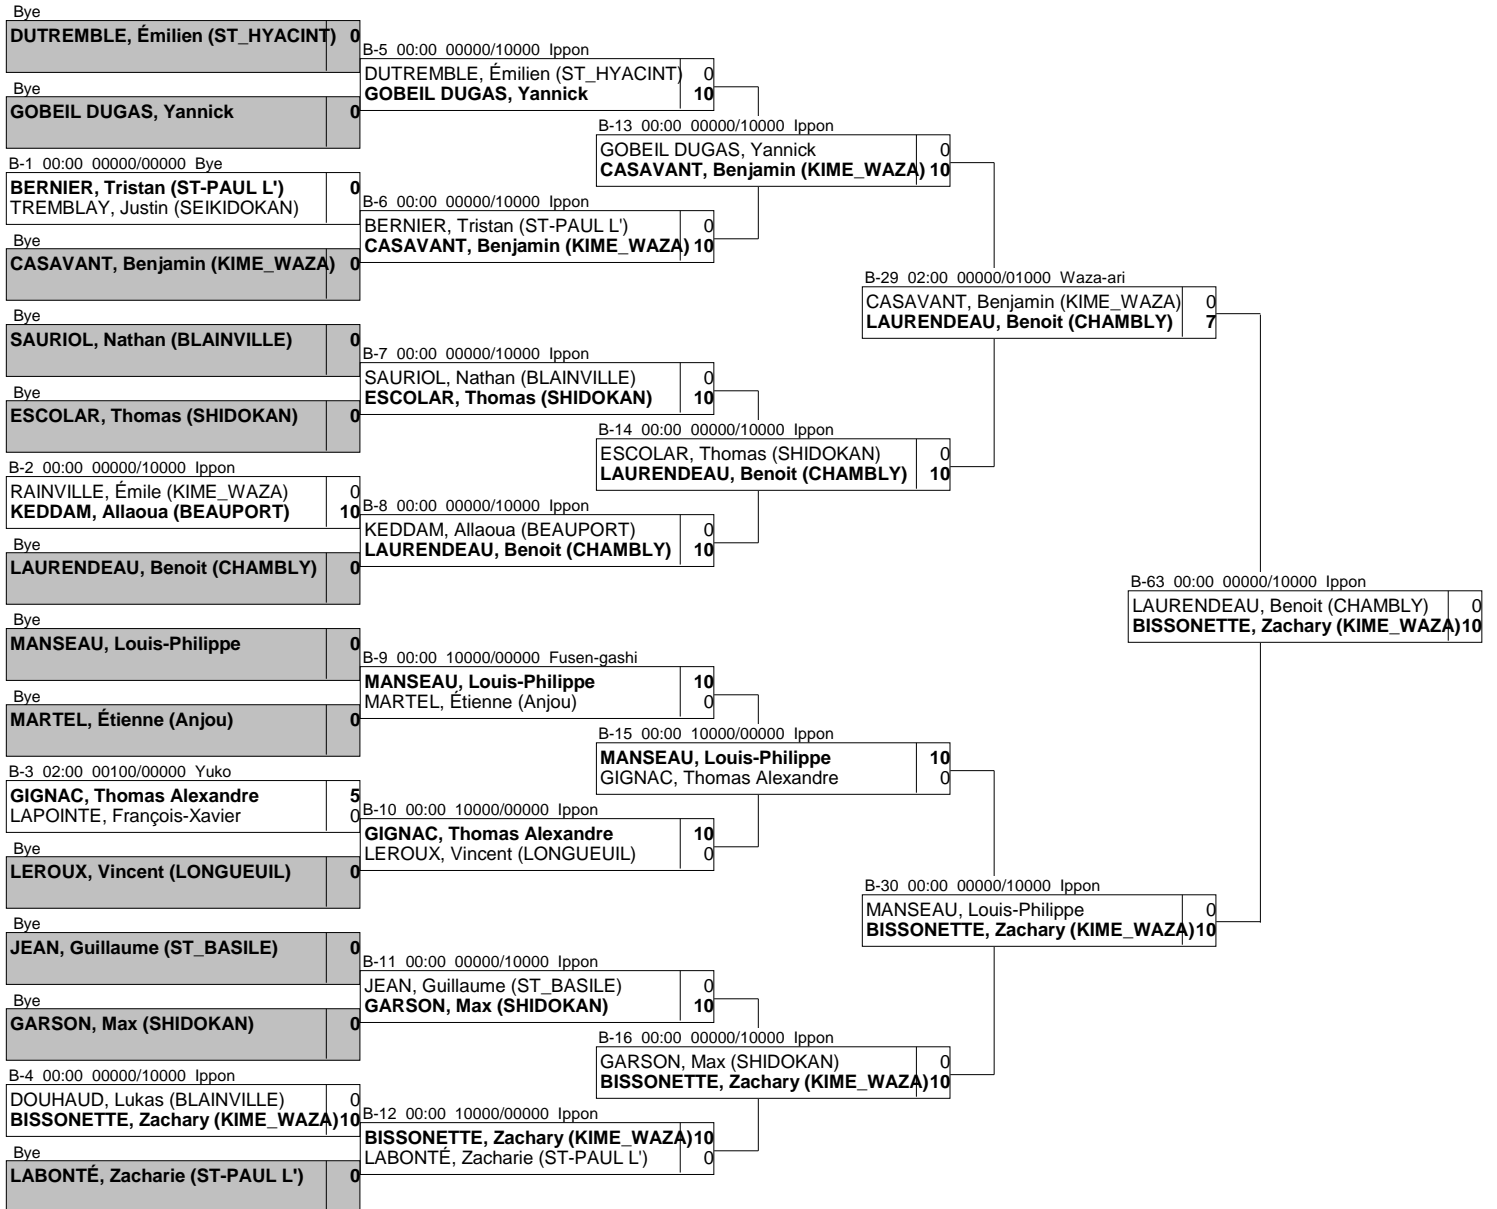 Bye
DUTREMBLE, Émilien (ST_HYACINT) 0
Bye
GOBEIL DUGAS, Yannick 0
B-1 00:00 00000/00000 Bye
BERNIER, Tristan (ST-PAUL L') 0
TREMBLAY, Justin (SEIKIDOKAN)
Bye
CASAVANT, Benjamin (KIME_WAZA) 0
Bye
SAURIOL, Nathan (BLAINVILLE) 0
Bye
ESCOLAR, Thomas (SHIDOKAN) 0
B-2 00:00 00000/10000 Ippon
RAINVILLE, Émile (KIME_WAZA) 0
KEDDAM, Allaoua (BEAUPORT) 10
Bye
LAURENDEAU, Benoit (CHAMBLY) 0
Bye
MANSEAU, Louis-Philippe 0
Bye
MARTEL, Étienne (Anjou) 0
B-3 02:00 00100/00000 Yuko
GIGNAC, Thomas Alexandre 5
LAPOINTE, François-Xavier 0
Bye
LEROUX, Vincent (LONGUEUIL) 0
Bye
JEAN, Guillaume (ST_BASILE) 0
Bye
GARSON, Max (SHIDOKAN) 0
B-4 00:00 00000/10000 Ippon
DOUHAUD, Lukas (BLAINVILLE) 0
BISSONETTE, Zachary (KIME_WAZA) 10
Bye
LABONTÉ, Zacharie (ST-PAUL L') 0
B-5 00:00 00000/10000 Ippon
DUTREMBLE, Émilien (ST_HYACINT) 0
GOBEIL DUGAS, Yannick 10
B-6 00:00 00000/10000 Ippon
BERNIER, Tristan (ST-PAUL L') 0
CASAVANT, Benjamin (KIME_WAZA) 10
B-7 00:00 00000/10000 Ippon
SAURIOL, Nathan (BLAINVILLE) 0
ESCOLAR, Thomas (SHIDOKAN) 10
B-8 00:00 00000/10000 Ippon
KEDDAM, Allaoua (BEAUPORT) 0
LAURENDEAU, Benoit (CHAMBLY) 10
B-9 00:00 10000/00000 Fusen-gashi
MANSEAU, Louis-Philippe 10
MARTEL, Étienne (Anjou) 0
B-10 00:00 10000/00000 Ippon
GIGNAC, Thomas Alexandre 10
LEROUX, Vincent (LONGUEUIL) 0
B-11 00:00 00000/10000 Ippon
JEAN, Guillaume (ST_BASILE) 0
GARSON, Max (SHIDOKAN) 10
B-12 00:00 10000/00000 Ippon
BISSONETTE, Zachary (KIME_WAZA) 10
LABONTÉ, Zacharie (ST-PAUL L') 0
B-13 00:00 00000/10000 Ippon
GOBEIL DUGAS, Yannick 0
CASAVANT, Benjamin (KIME_WAZA) 10
B-14 00:00 00000/10000 Ippon
ESCOLAR, Thomas (SHIDOKAN) 0
LAURENDEAU, Benoit (CHAMBLY) 10
B-15 00:00 10000/00000 Ippon
MANSEAU, Louis-Philippe 10
GIGNAC, Thomas Alexandre 0
B-16 00:00 00000/10000 Ippon
GARSON, Max (SHIDOKAN) 0
BISSONETTE, Zachary (KIME_WAZA) 10
B-29 02:00 00000/01000 Waza-ari
CASAVANT, Benjamin (KIME_WAZA) 0
LAURENDEAU, Benoit (CHAMBLY) 7
B-30 00:00 00000/10000 Ippon
MANSEAU, Louis-Philippe 0
BISSONETTE, Zachary (KIME_WAZA) 10
B-63 00:00 00000/10000 Ippon
LAURENDEAU, Benoit (CHAMBLY) 0
BISSONETTE, Zachary (KIME_WAZA) 10